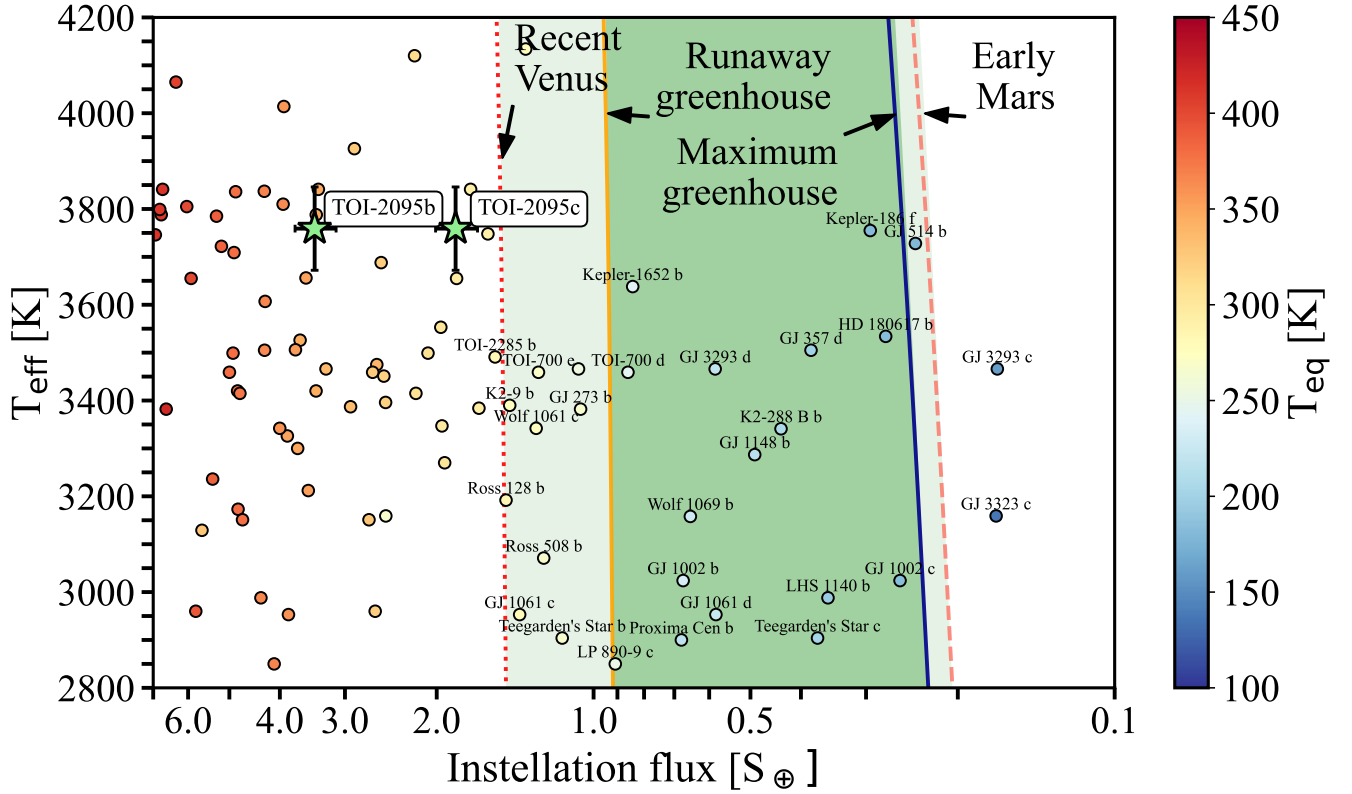 4200
4000
3800
3600
3400
3200
3000
2800
Teff [K]
Recent
Venus
Runaway
greenhouse
Maximum
greenhouse
Early
Mars
TOI-2095b
TOI-2095c
Kepler-186 f
GJ 514 b
Kepler-1652 b
HD 180617 b
GJ 357 d
TOI-2285 b
TOI-700 e
TOI-700 d
GJ 3293 d
GJ 3293 c
K2-9 b
GJ 273 b
Wolf 1061 c
K2-288 B b
GJ 1148 b
Ross 128 b
Wolf 1069 b
GJ 3323 c
Ross 508 b
GJ 1002 b
GJ 1002 c
LHS 1140 b
GJ 1061 c
GJ 1061 d
Teegarden's Star b
Proxima Cen b
Teegarden's Star c
LP 890-9 c
6.0
4.0
3.0
2.0
1.0
0.5
0.1
Instellation flux [S⊕]
450
400
350
300
250
200
150
100
Teq [K]